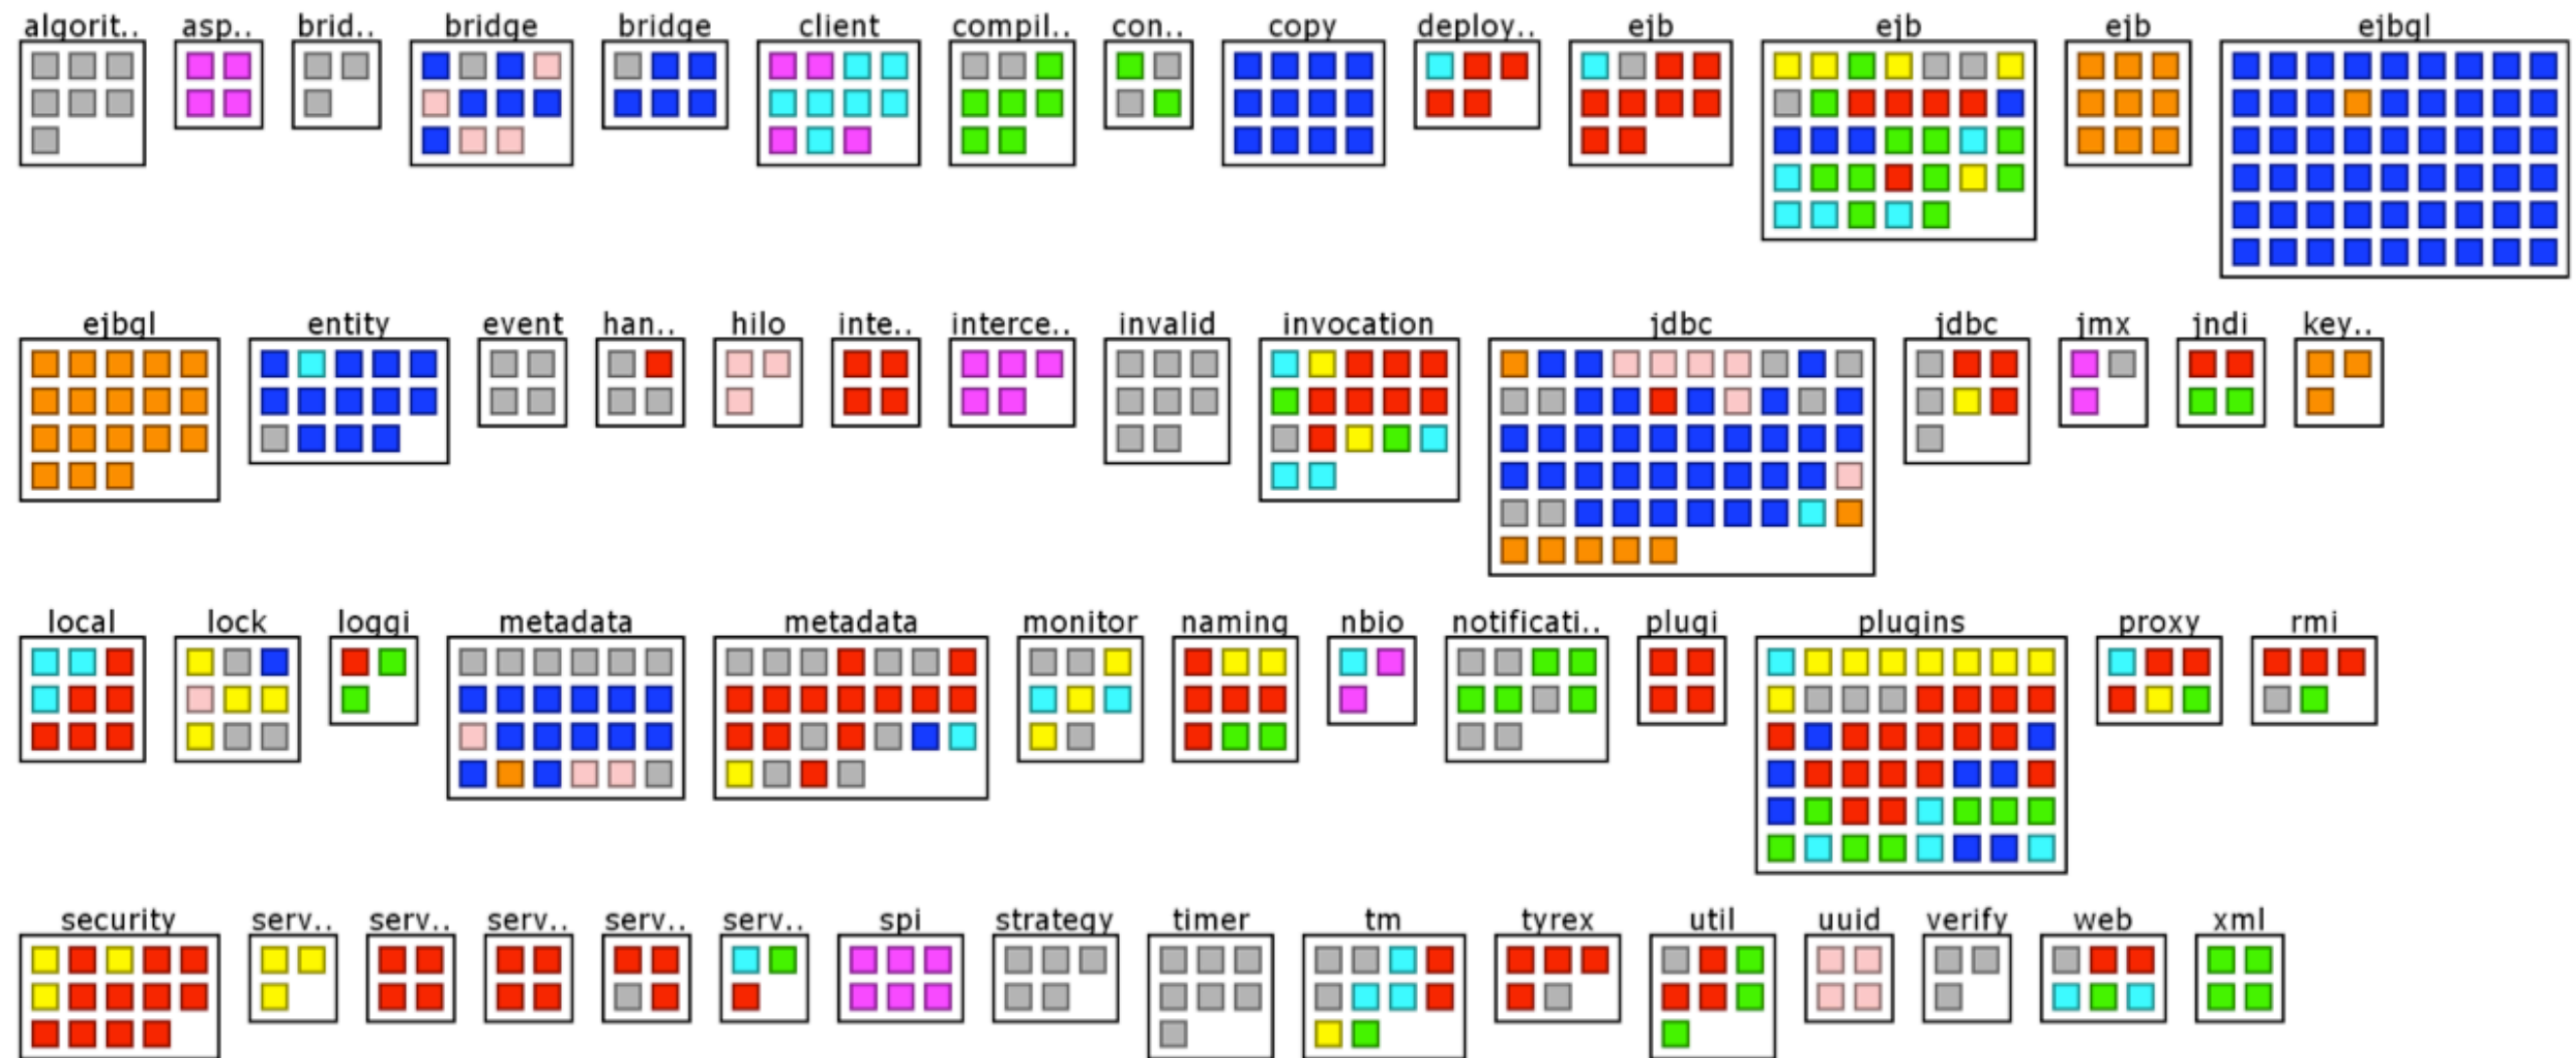 algorit.. asp.. brid.. bridge bridge client compil.. con.. copy deploy.. ejb ejb ejb ejbql
ejbql entity event han.. hilo inte.. interce.. invalid invocation jdbc jdbc jmx jndi key..
local lock loggi metadata metadata monitor naming nbio notificati.. plugi plugins proxy rmi
security serv.. serv.. serv.. serv.. serv.. spi strategy timer tm tyrex util uuid verify web xml